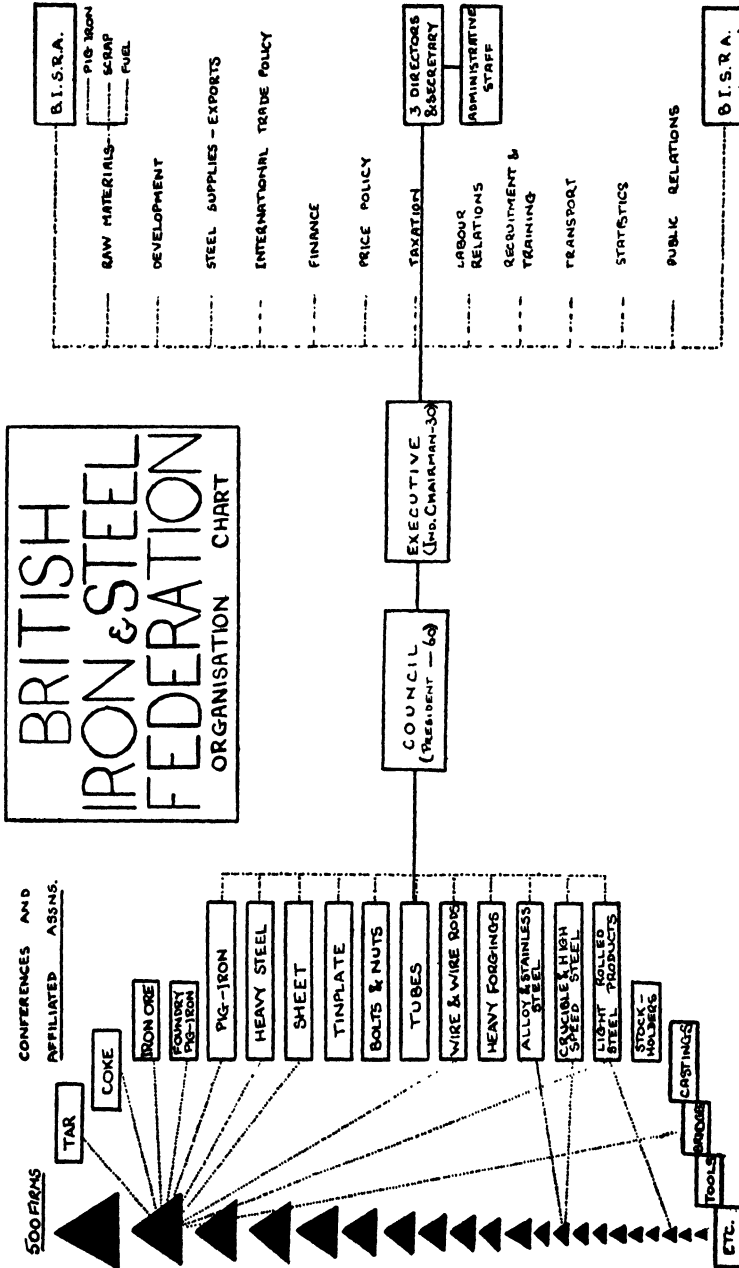 BRITISH
IRON & STEEL
FEDERATION
ORGANISATION CHART
500 FIRMS
CONFERENCES AND
AFFILIATED ASSNS.
TAR
COKE
IRON ORE
FOUNDRY
PIG-IRON
PIG-IRON
HEAVY STEEL
SHEET
TINPLATE
BOLTS & NUTS
TUBES
WIRE & WIRE RODS
HEAVY FORGINGS
ALLOY & STAINLESS
STEEL
CRUCIBLE & HIGH
SPEED STEEL
LIGHT ROLLED
STEEL PRODUCTS
STOCK-
HOLDERS
CASTINGS
BRIDGE
TOOLS
ETC.
COUNCIL
(PRESIDENT — 60)
EXECUTIVE
(IND. CHAIRMAN-30)
3 DIRECTORS
& SECRETARY
ADMINISTRATIVE
STAFF
B.I.S.R.A.
RAW MATERIALS
PIG IRON
SCRAP
FUEL
DEVELOPMENT
STEEL SUPPLIES - EXPORTS
INTERNATIONAL TRADE POLICY
FINANCE
PRICE POLICY
TAXATION
LABOUR
RELATIONS
RECRUITMENT &
TRAINING
TRANSPORT
STATISTICS
PUBLIC RELATIONS
B.I.S.R.A.